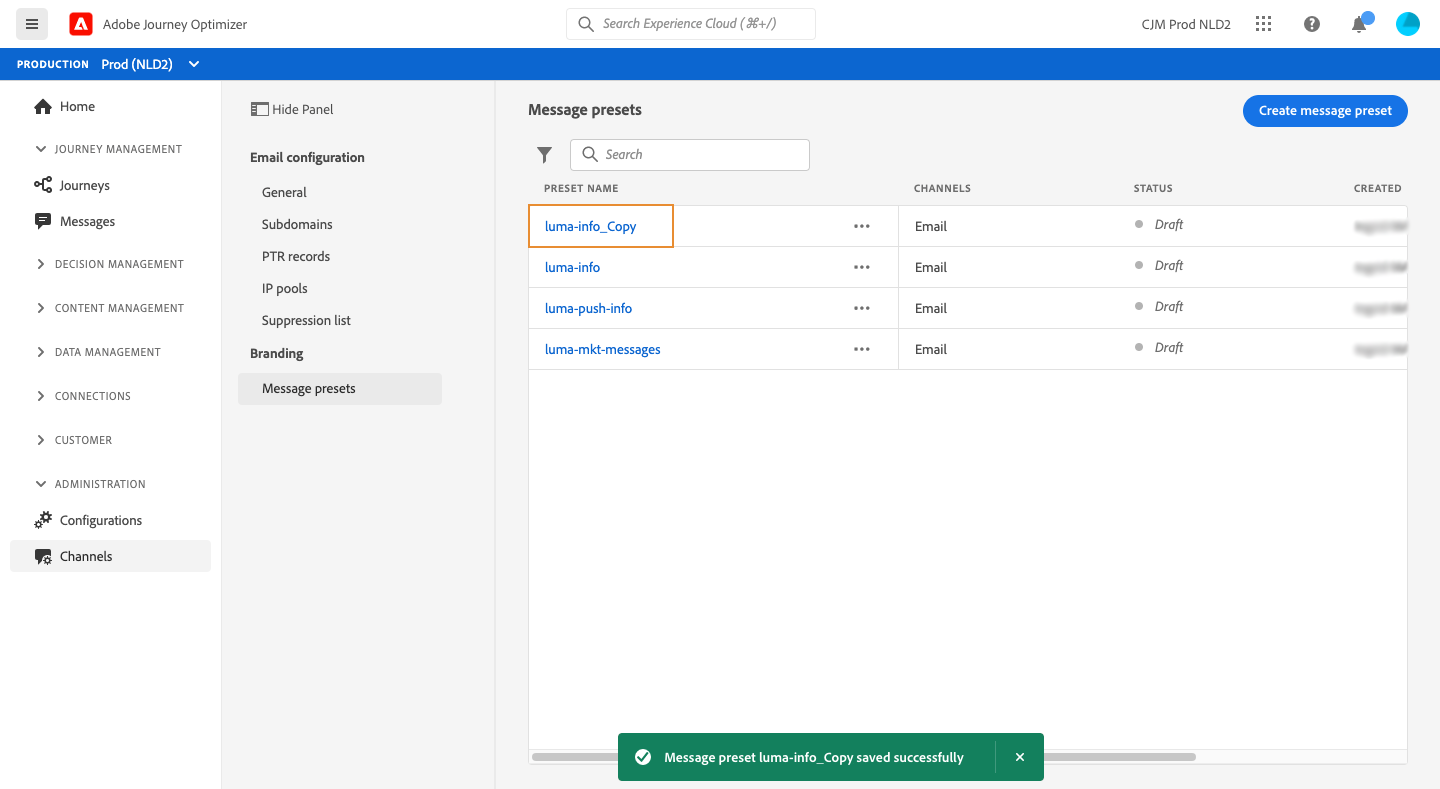 Adobe Journey Optimizer
Search Experience Cloud (⌘+/)
CJM Prod NLD2
PRODUCTION Prod (NLD2)
Home
JOURNEY MANAGEMENT
Journeys
Messages
DECISION MANAGEMENT
CONTENT MANAGEMENT
DATA MANAGEMENT
CONNECTIONS
CUSTOMER
ADMINISTRATION
Configurations
Channels
Hide Panel
Email configuration
General
Subdomains
PTR records
IP pools
Suppression list
Branding
Message presets
Message presets
Create message preset
Search
PRESET NAME CHANNELS STATUS CREATED
luma-info_Copy ••• Email Draft
luma-info ••• Email Draft
luma-push-info ••• Email Draft
luma-mkt-messages ••• Email Draft
Message preset luma-info_Copy saved successfully